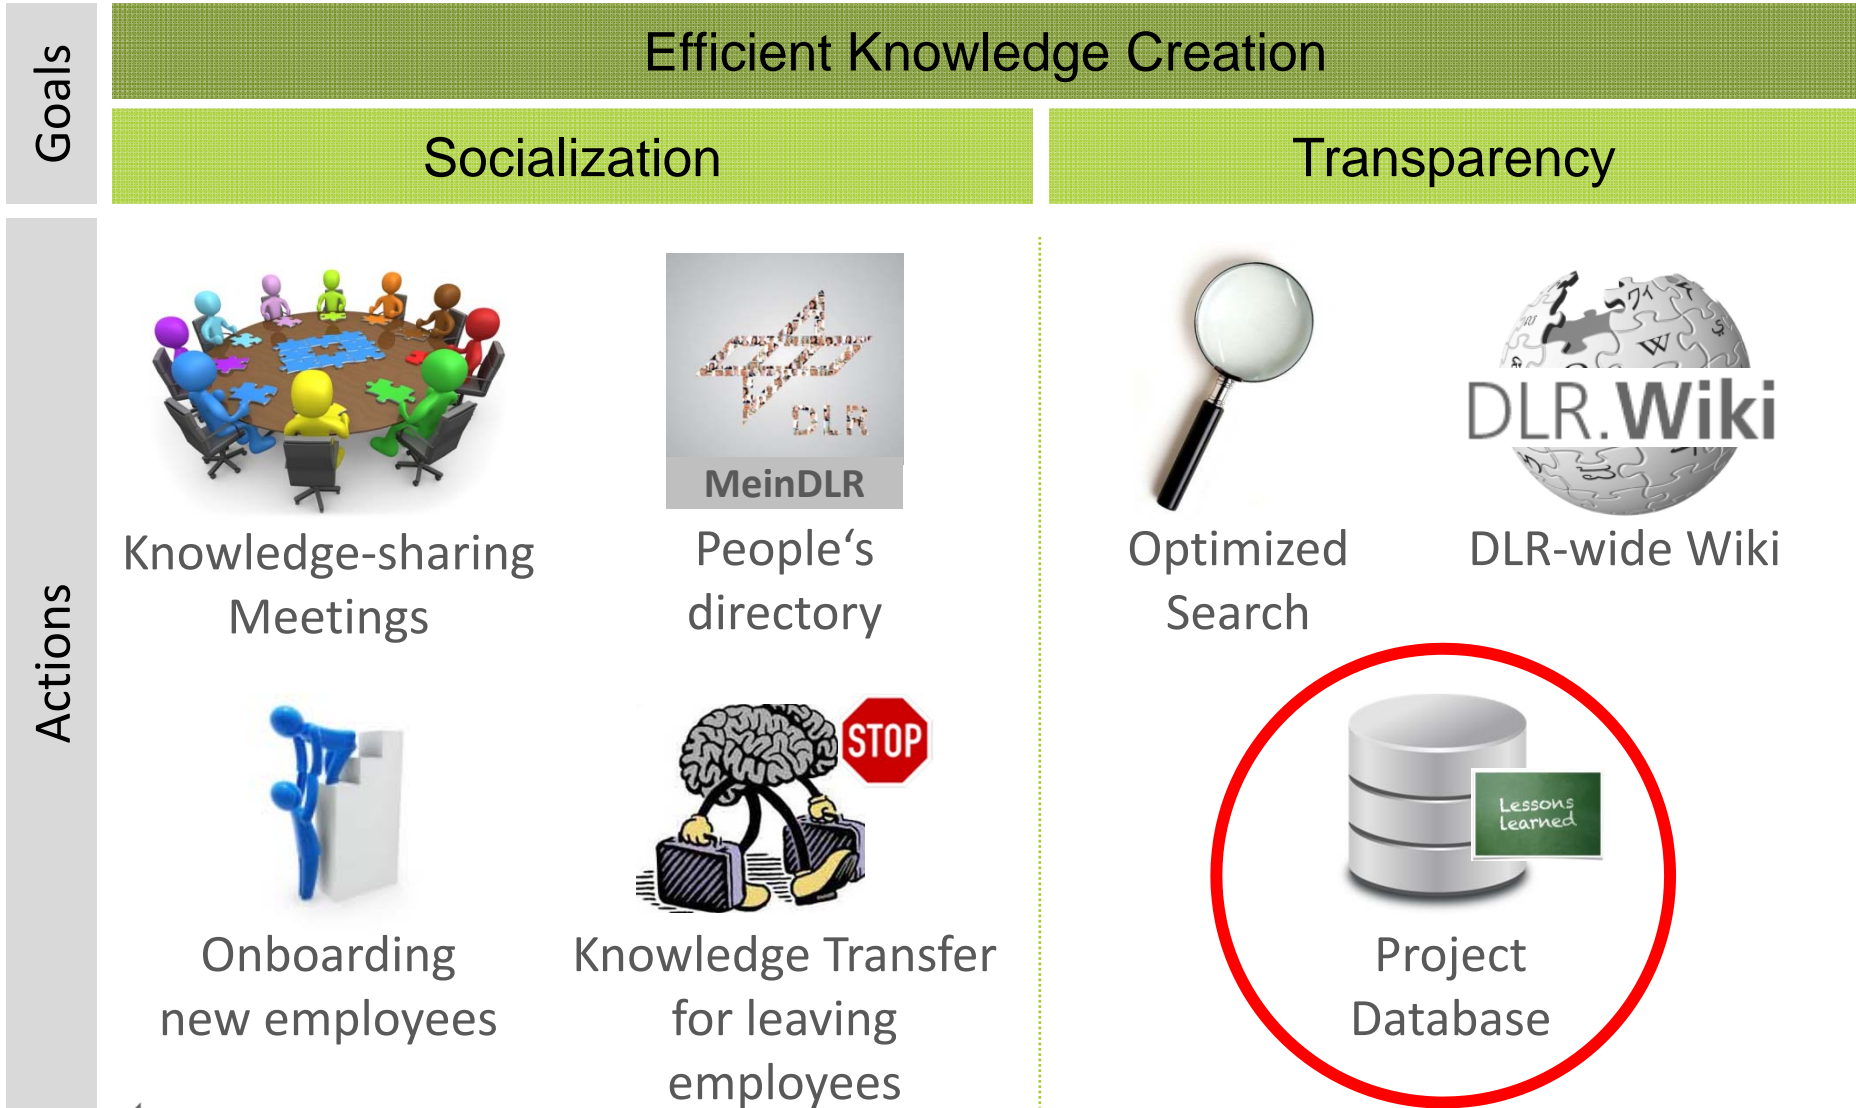 Goals
Efficient Knowledge Creation
Socialization
Transparency
Actions
DLR
MeinDLR
Knowledge-sharing
Meetings
People‘s
directory
Optimized
Search
W
DLR.Wiki
DLR-wide Wiki
STOP
Onboarding
new employees
Knowledge Transfer
for leaving
employees
Lessons
learned
Project
Database